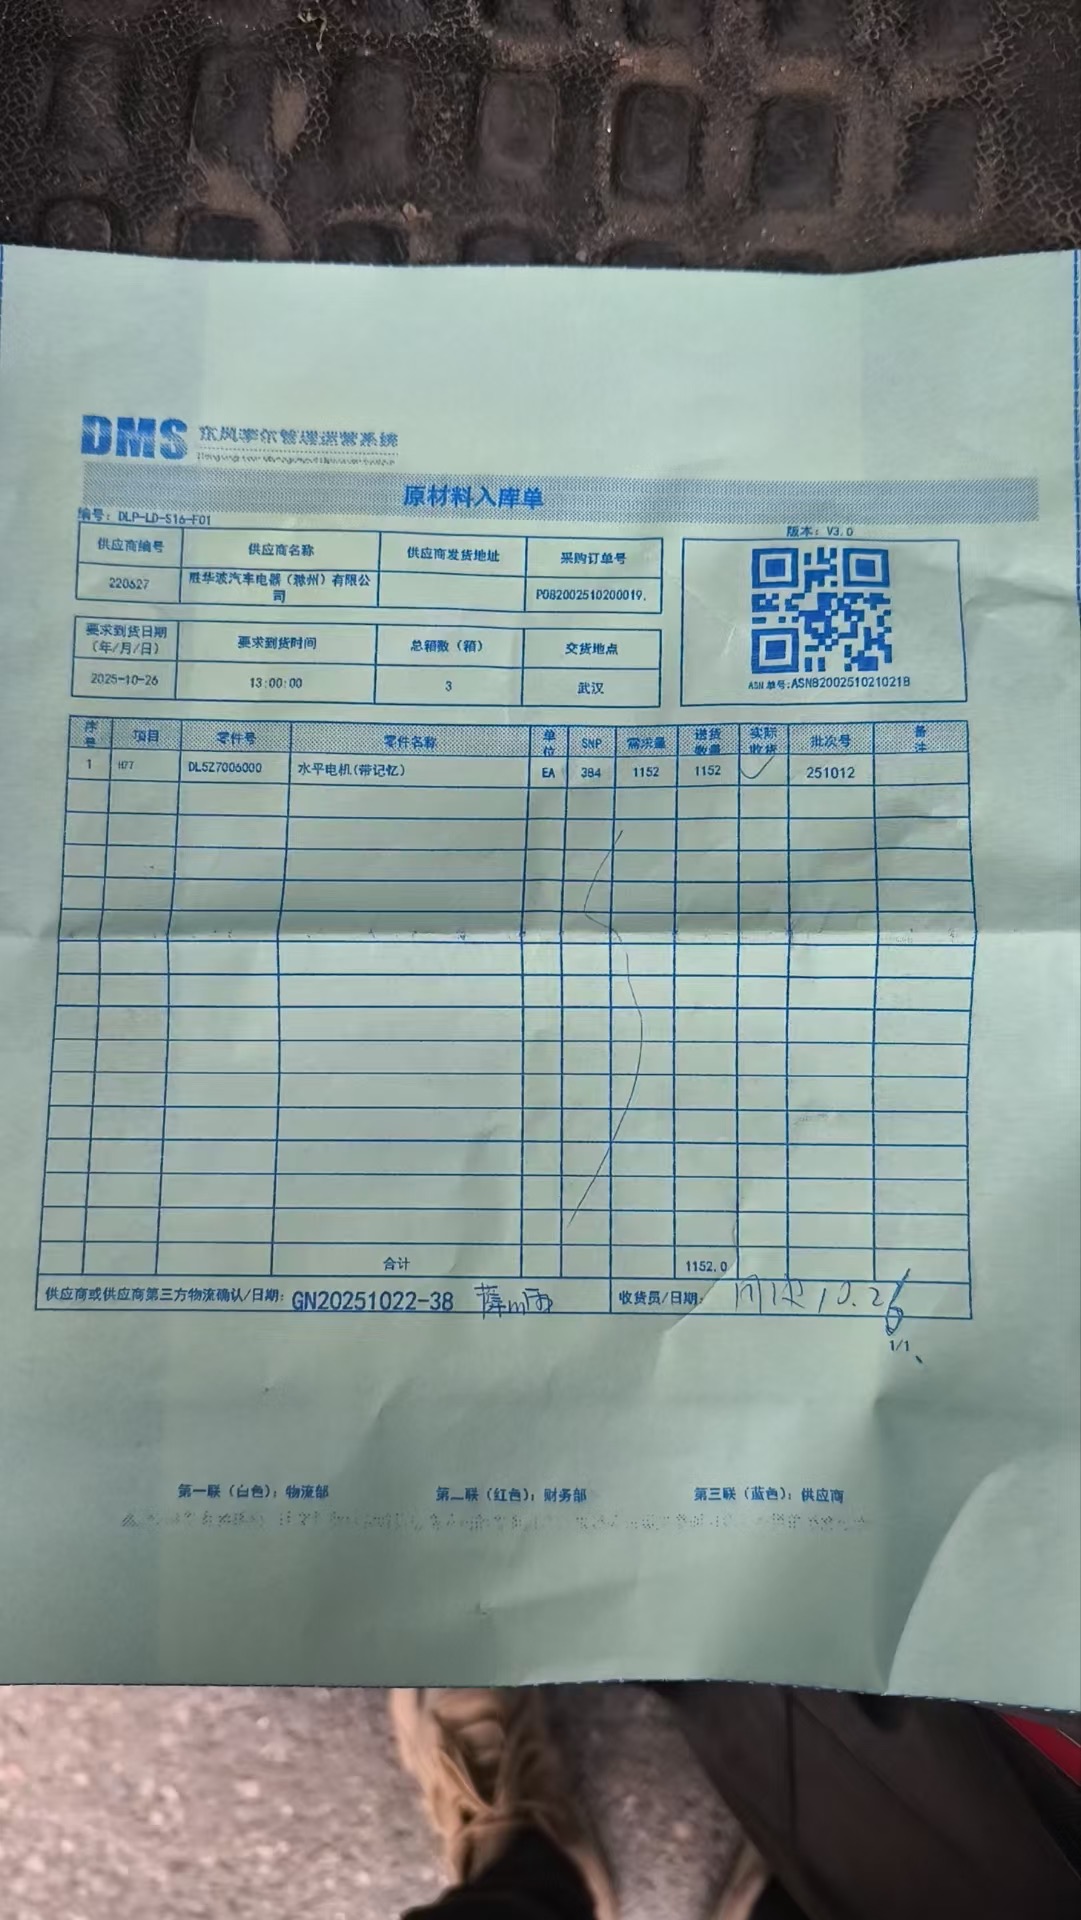 DMS 东风李尔管理运营系统
原材料入库单
编号：DLP-LD-S16-F01
版本：V3.0
供应商编号 供应商名称 供应商发货地址 采购订单号
220627 胜华波汽车电器（滁州）有限公司 PO82002510200019.
要求到货日期（年/月/日） 要求到货时间 总箱数（箱） 交货地点
2025-10-26 13:00:00 3 武汉
ASN 单号:ASN8200251021021B
序号 项目 零件号 零件名称 单位 SNP 需求量 送货数量 实际收货 批次号 备注
1 H77 DL5Z7006000 水平电机(带记忆) EA 384 1152 1152 ✓ 251012
合计 1152.0
供应商或供应商第三方物流确认/日期: GN20251022-38 收货员/日期: 10.26
1/1
第一联（白色）：物流部 第二联（红色）：财务部 第三联（蓝色）：供应商